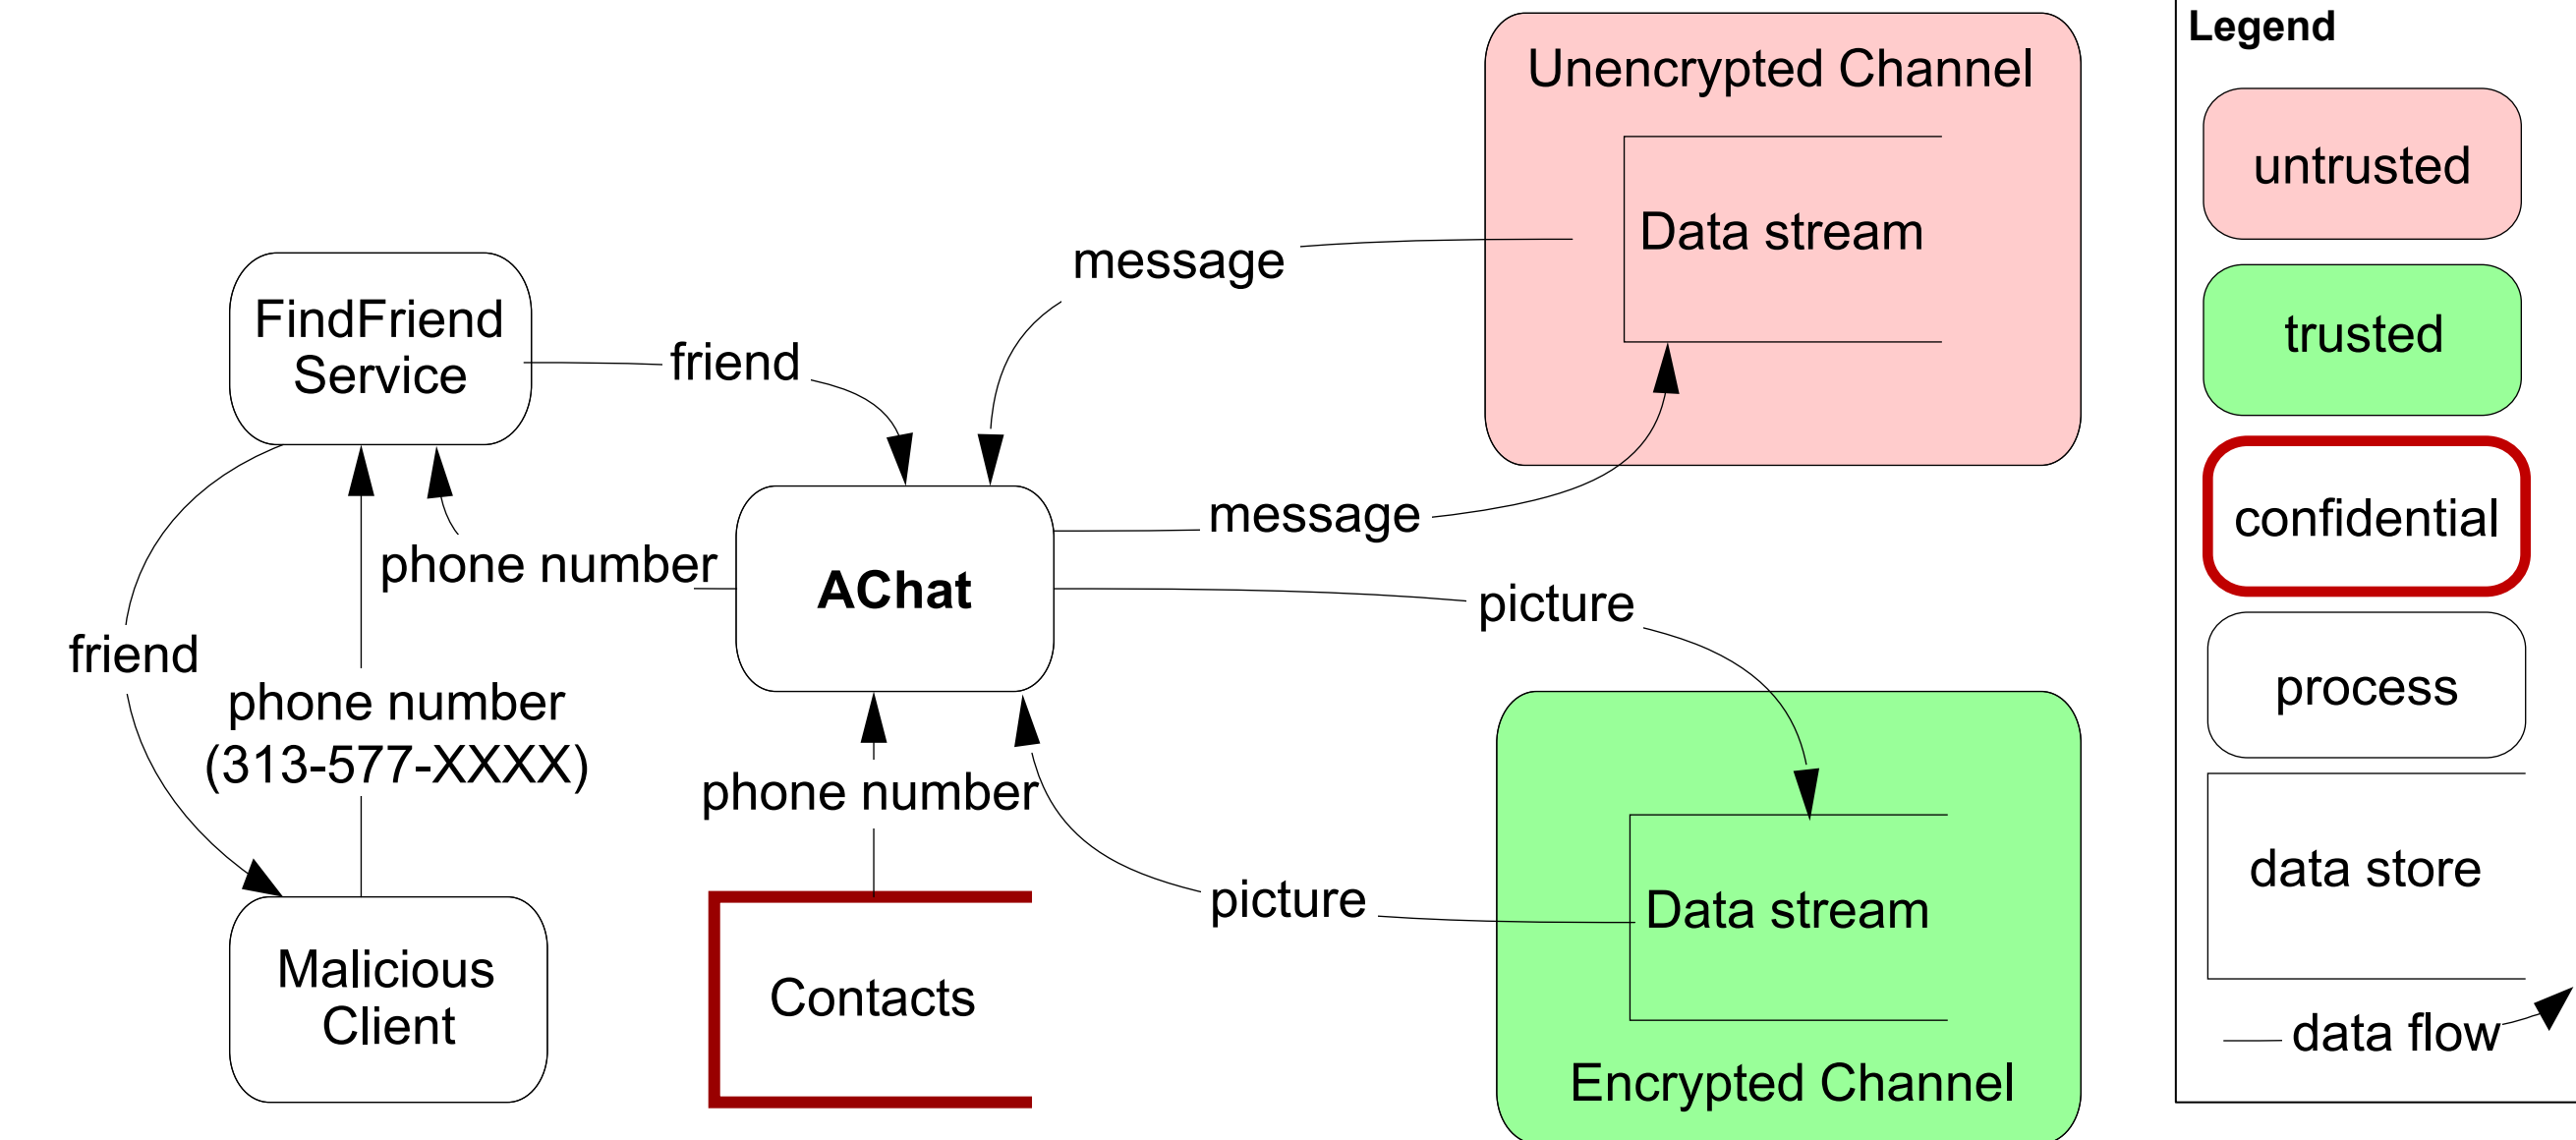 Unencrypted Channel
Data stream
message
FindFriend
Service
friend
message
phone number
AChat
picture
friend
phone number
(313-577-XXXX)
phone number
picture
Data stream
Malicious
Client
Contacts
Encrypted Channel
Legend
untrusted
trusted
confidential
process
data store
data flow